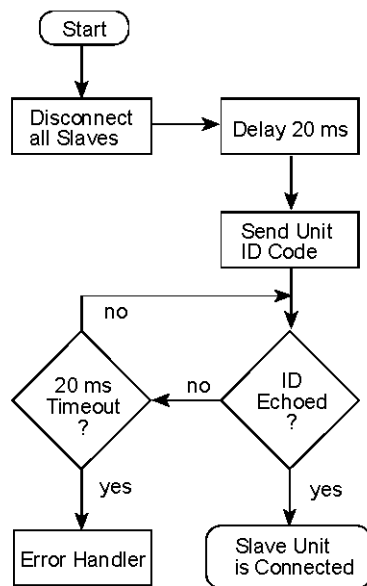 Start
Disconnect
all Slaves
Delay 20 ms
Send Unit
ID Code
no
20 ms
Timeout
?
no
ID
Echoed
?
yes
yes
Error Handler
Slave Unit
is Connected